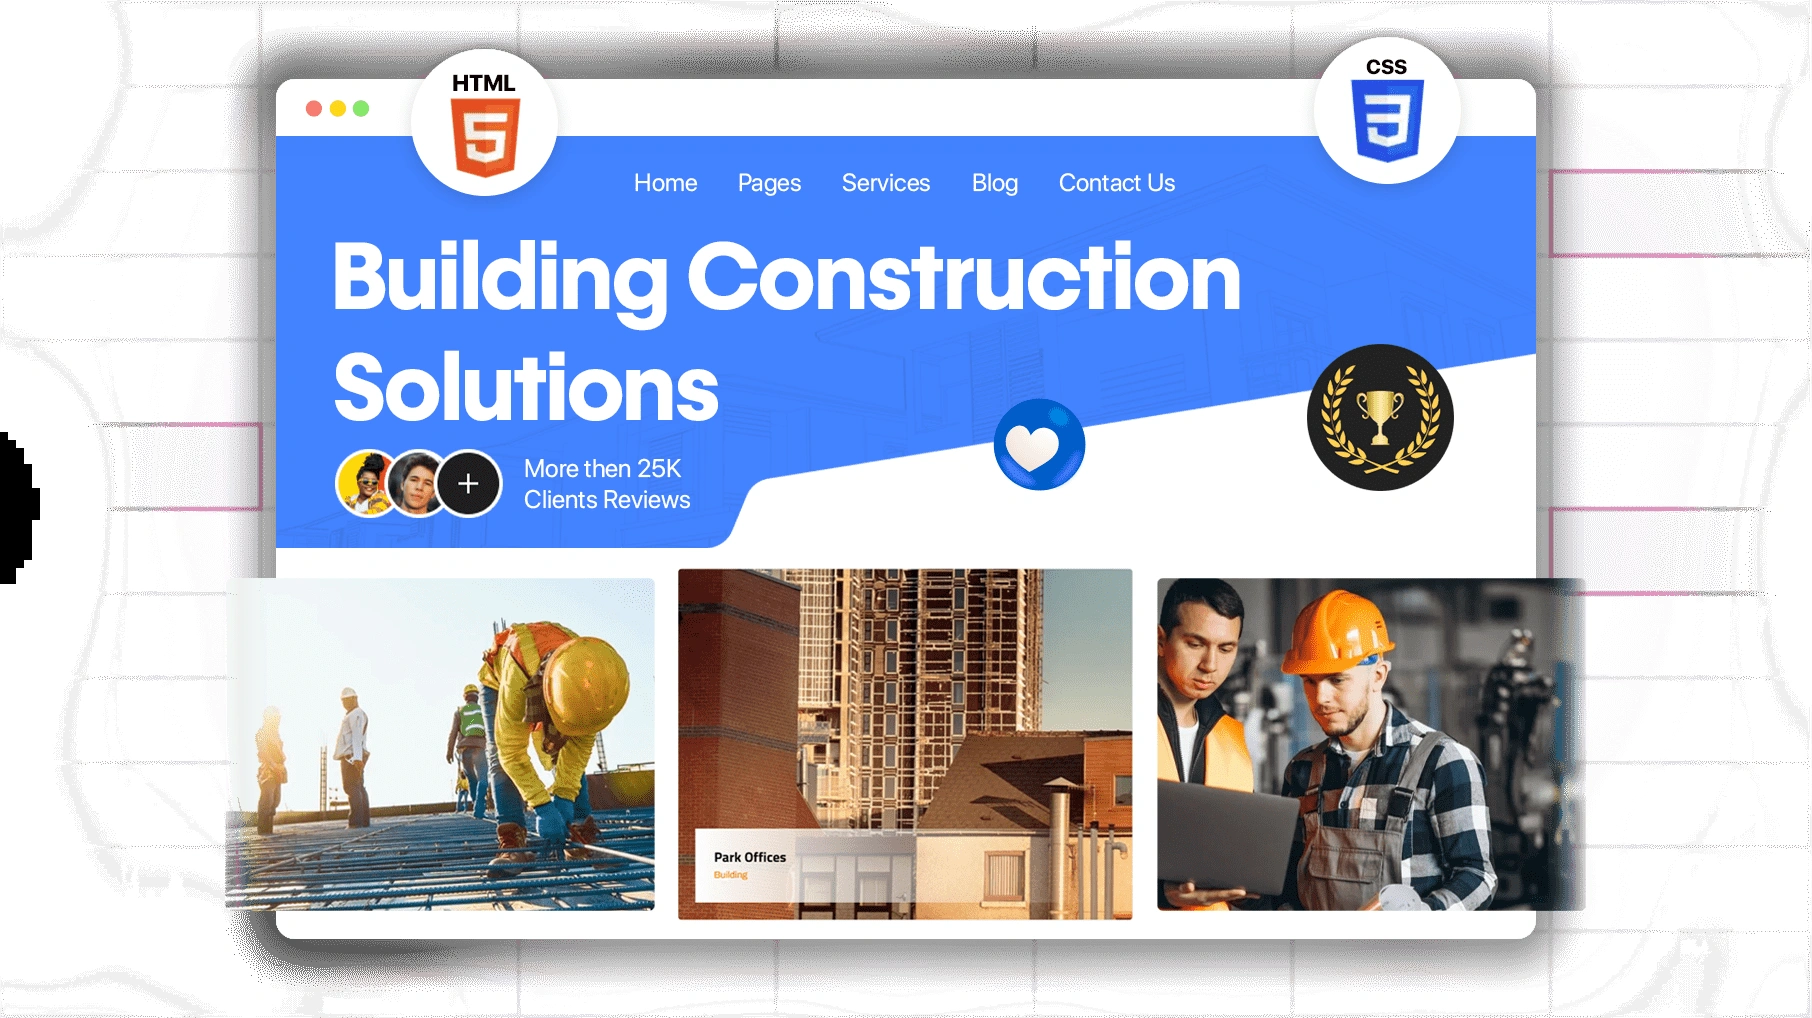 HTML
5
CSS
3
Home Pages Services Blog Contact Us
Building Construction
Solutions
More then 25K
Clients Reviews
Park Offices
Building